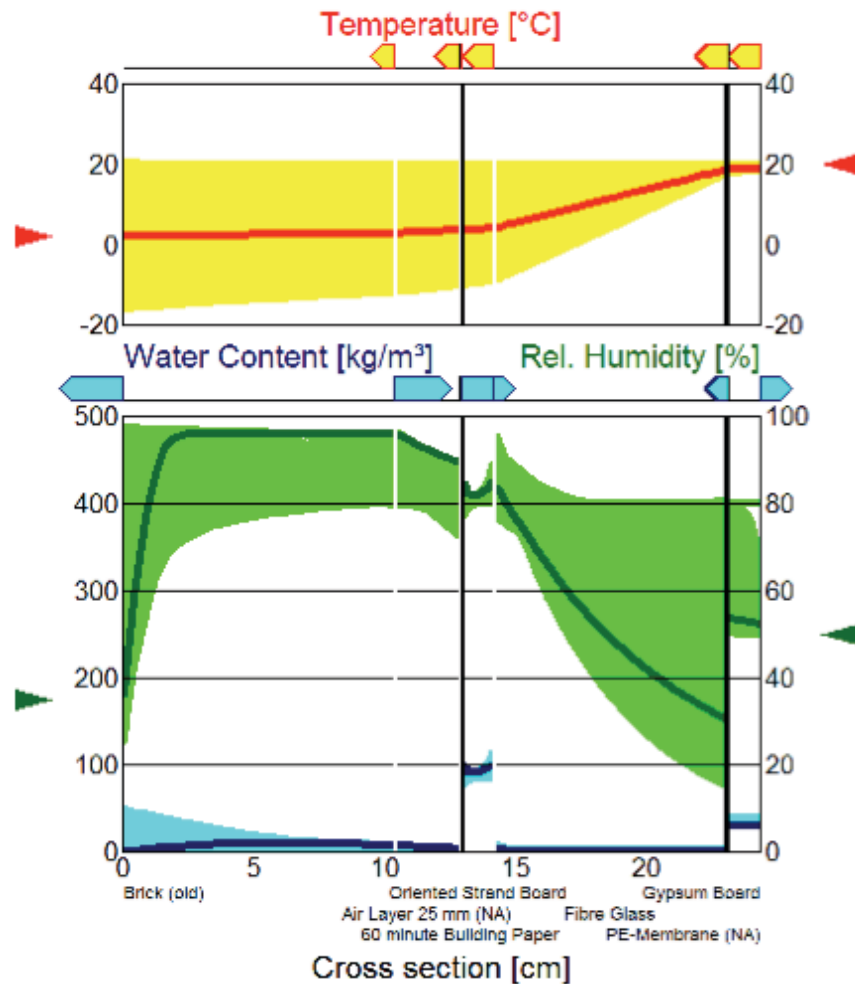 Temperature [°C]
40 40
20 20
0 0
-20 -20
Water Content [kg/m³] Rel. Humidity [%]
500 100
400 80
300 60
200 40
100 20
0 0
0 5 10 15 20
Brick (old) Oriented Strand Board Gypsum Board
Air Layer 25 mm (NA) Fibre Glass
60 minute Building Paper PE-Membrane (NA)
Cross section [cm]